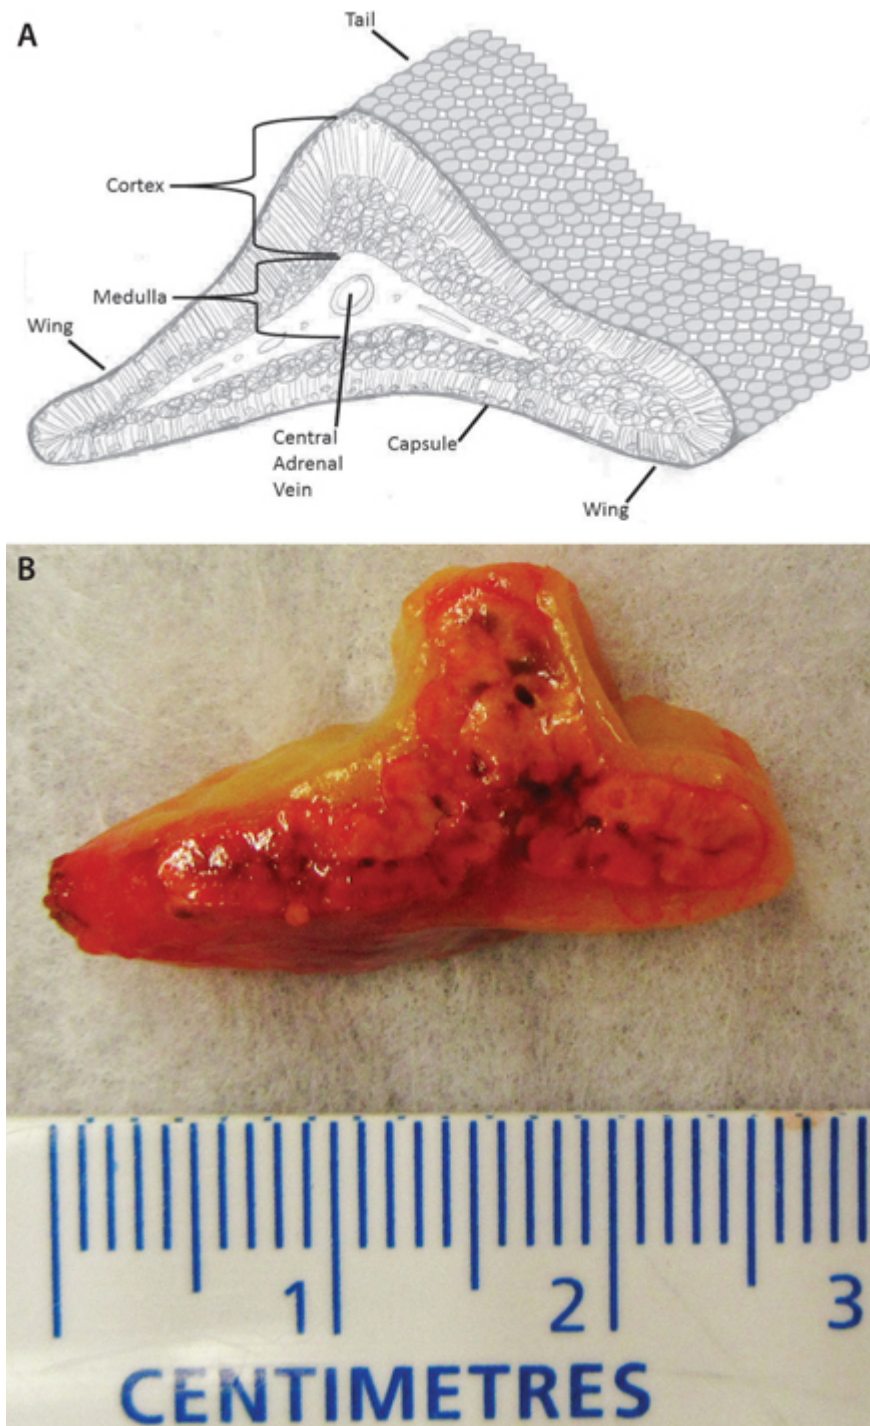 A
Tail
Cortex
Medulla
Wing
Central
Adrenal
Vein
Capsule
Wing
B
1 2 3
CENTIMETRES